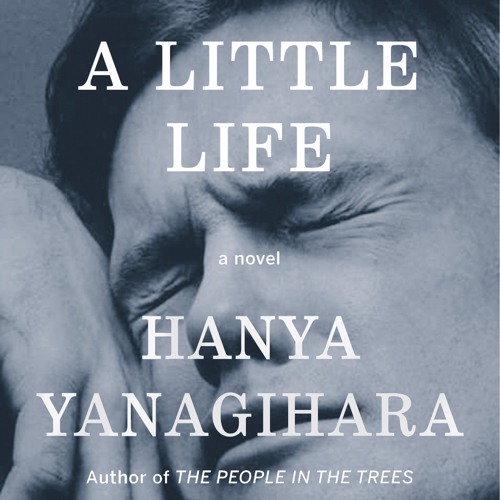 A LITTLE
LIFE
a novel
HANYA
YANAGIHARA
Author of THE PEOPLE IN THE TREES